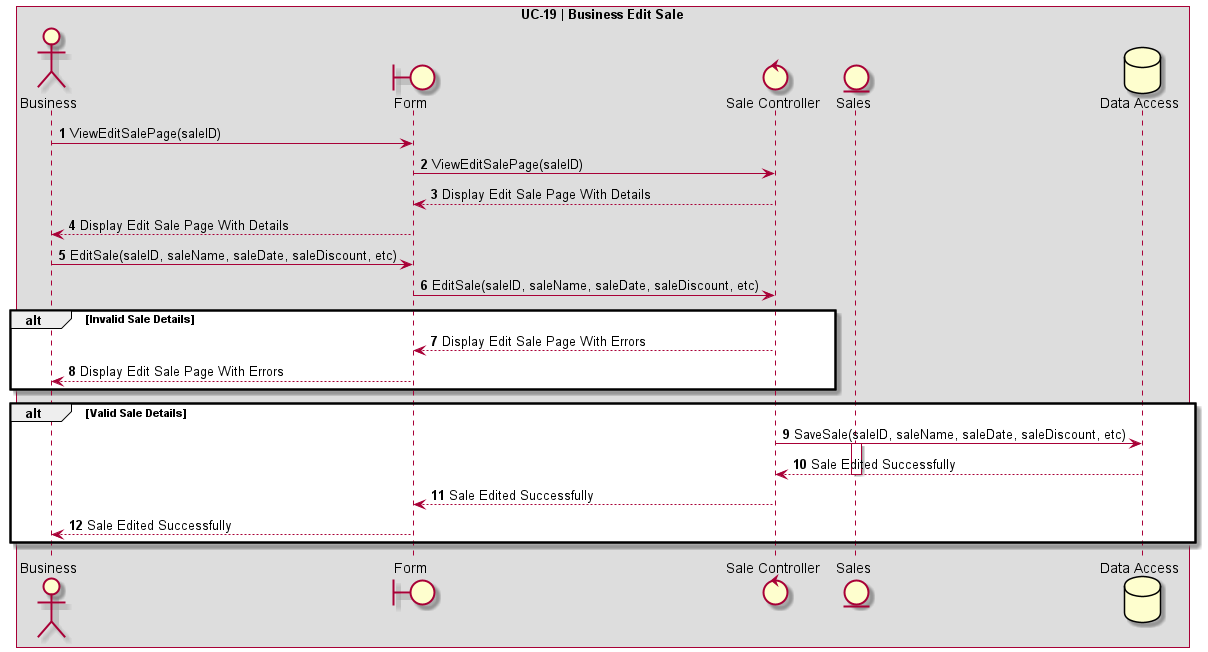 UC-19 | Business Edit Sale
Business
Form
Sale Controller
Sales
Data Access
1 ViewEditSalePage(saleID)
2 ViewEditSalePage(saleID)
3 Display Edit Sale Page With Details
4 Display Edit Sale Page With Details
5 EditSale(saleID, saleName, saleDate, saleDiscount, etc)
6 EditSale(saleID, saleName, saleDate, saleDiscount, etc)
alt [Invalid Sale Details]
7 Display Edit Sale Page With Errors
8 Display Edit Sale Page With Errors
alt [Valid Sale Details]
9 SaveSale(saleID, saleName, saleDate, saleDiscount, etc)
10 Sale Edited Successfully
11 Sale Edited Successfully
12 Sale Edited Successfully
Business
Form
Sale Controller
Sales
Data Access